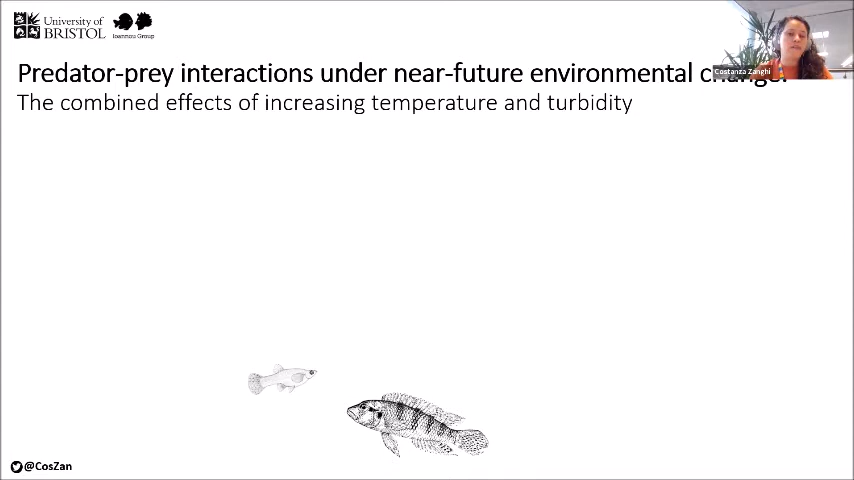 University of
BRISTOL
Ioannou Group
Predator-prey interactions under near-future environmental change:
Costanza Zanghi
The combined effects of increasing temperature and turbidity
@CosZan